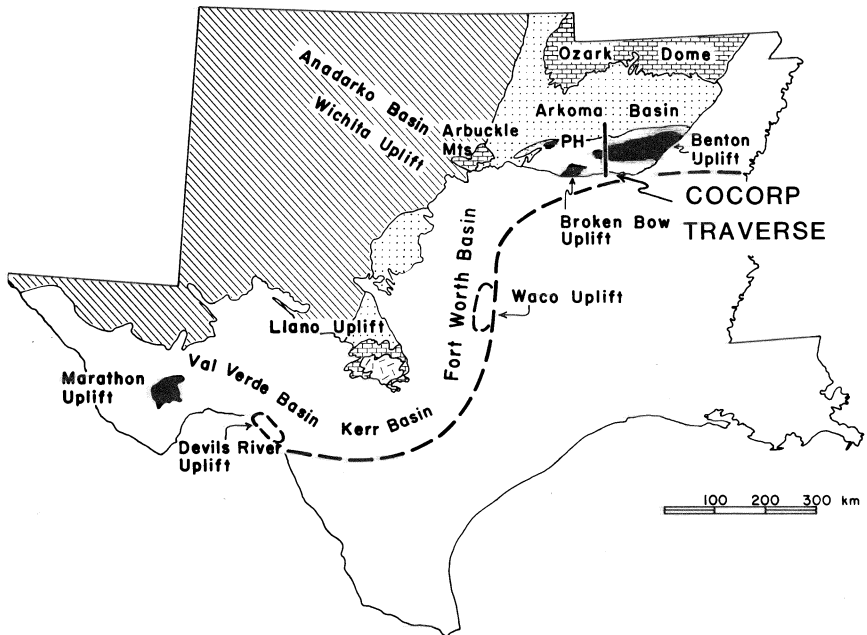 Ozark Dome
Anadarko Basin
Wichita Uplift
Arkoma Basin
Arbuckle
Mts
PH
Benton
Uplift
COCORP
TRAVERSE
Broken Bow
Uplift
Fort Worth Basin
Waco Uplift
Llano Uplift
Marathon
Uplift
Val Verde Basin
Kerr Basin
Devils River
Uplift
100 200 300 km